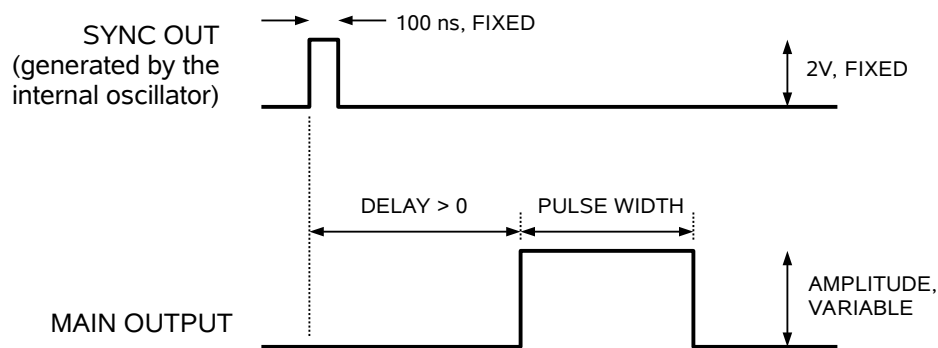 SYNC OUT
(generated by the
internal oscillator)
100 ns, FIXED
2V, FIXED
DELAY > 0
PULSE WIDTH
AMPLITUDE,
VARIABLE
MAIN OUTPUT